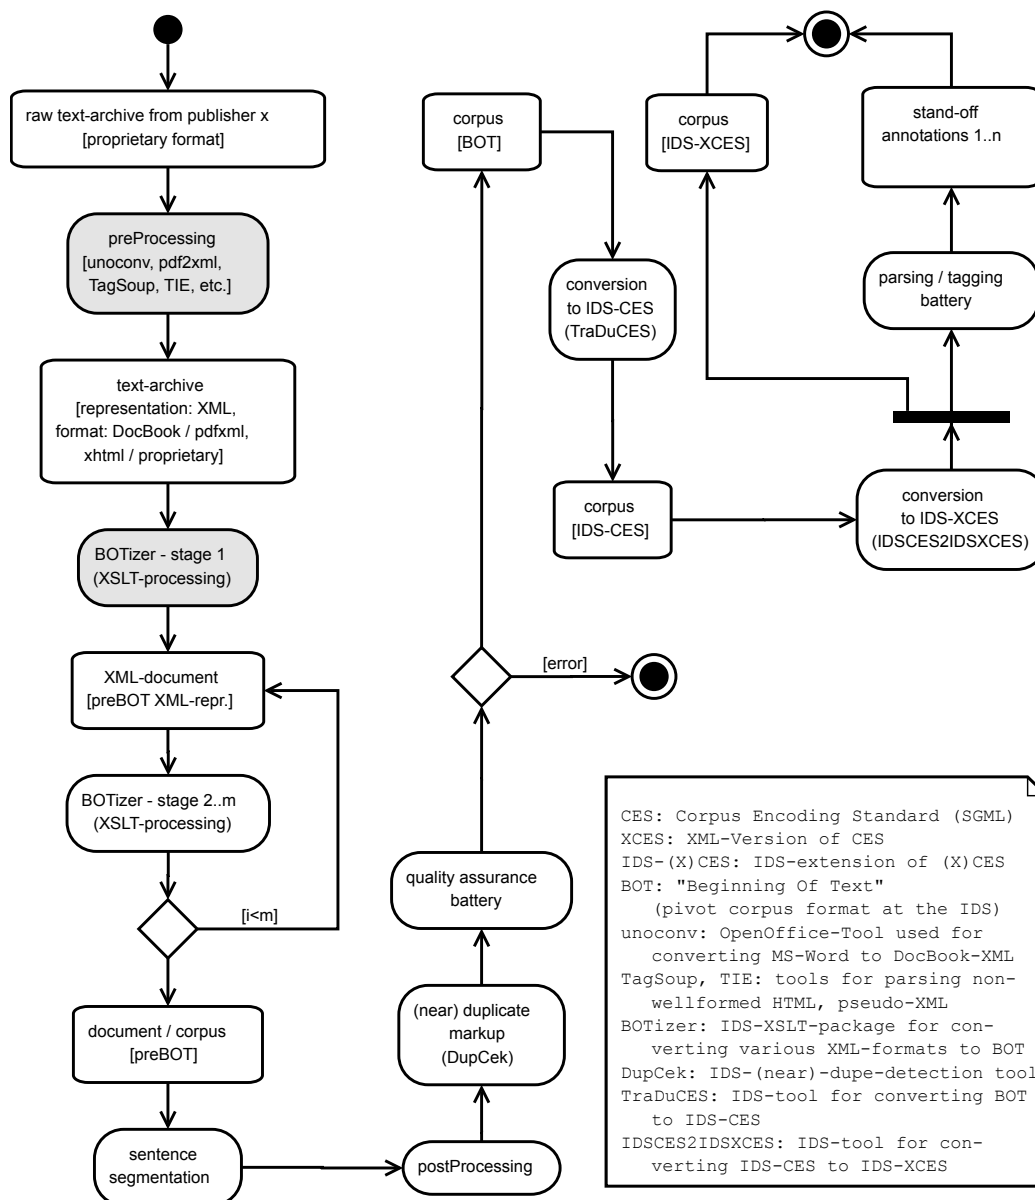 raw text-archive from publisher x
[proprietary format]
preProcessing
[unoconv, pdf2xml,
TagSoup, TIE, etc.]
text-archive
[representation: XML,
format: DocBook / pdfxml,
xhtml / proprietary]
BOTizer - stage 1
(XSLT-processing)
XML-document
[preBOT XML-repr.]
BOTizer - stage 2..m
(XSLT-processing)
[i<m]
document / corpus
[preBOT]
sentence
segmentation
postProcessing
(near) duplicate
markup
(DupCek)
quality assurance
battery
[error]
corpus
[BOT]
conversion
to IDS-CES
(TraDuCES)
corpus
[IDS-CES]
conversion
to IDS-XCES
(IDSCES2IDSXCES)
corpus
[IDS-XCES]
parsing / tagging
battery
stand-off
annotations 1..n
CES: Corpus Encoding Standard (SGML)
XCES: XML-Version of CES
IDS-(X)CES: IDS-extension of (X)CES
BOT: "Beginning Of Text"
(pivot corpus format at the IDS)
unoconv: OpenOffice-Tool used for
converting MS-Word to DocBook-XML
TagSoup, TIE: tools for parsing non-
wellformed HTML, pseudo-XML
BOTizer: IDS-XSLT-package for con-
verting various XML-formats to BOT
DupCek: IDS-(near)-dupe-detection tool
TraDuCES: IDS-tool for converting BOT
to IDS-CES
IDSCES2IDSXCES: IDS-tool for con-
verting IDS-CES to IDS-XCES